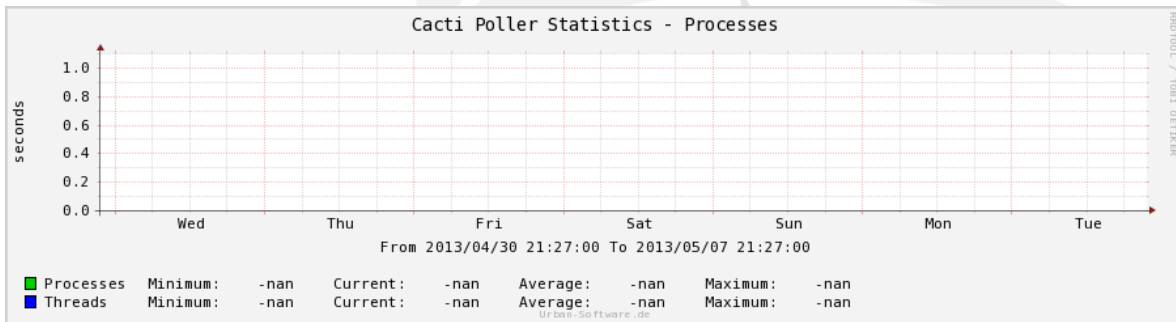 Cacti Poller Statistics - Processes
RRDTOOL / TOBI OETIKER
seconds
1.0
0.8
0.6
0.4
0.2
0.0
Wed Thu Fri Sat Sun Mon Tue
From 2013/04/30 21:27:00 To 2013/05/07 21:27:00
Processes Minimum: -nan Current: -nan Average: -nan Maximum: -nan
Threads Minimum: -nan Current: -nan Average: -nan Maximum: -nan
Urban-Software.de